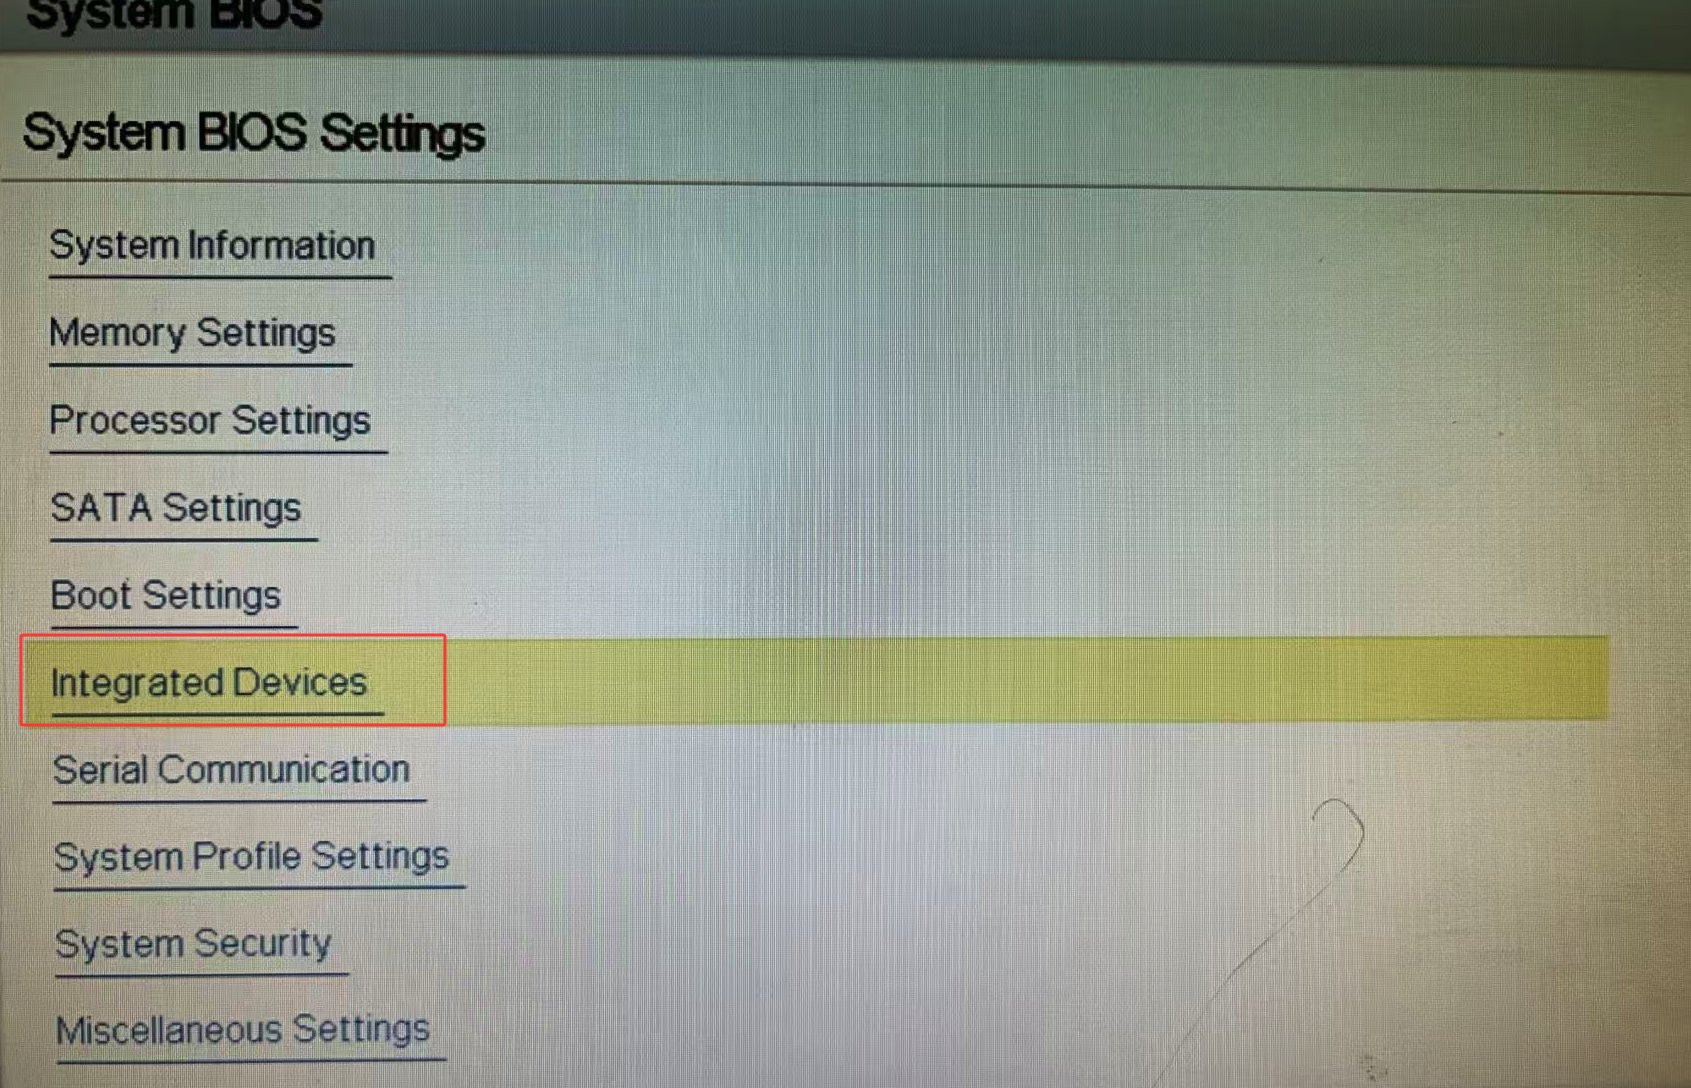 System BIOS
System BIOS Settings
System Information
Memory Settings
Processor Settings
SATA Settings
Boot Settings
Integrated Devices
Serial Communication
System Profile Settings
System Security
Miscellaneous Settings